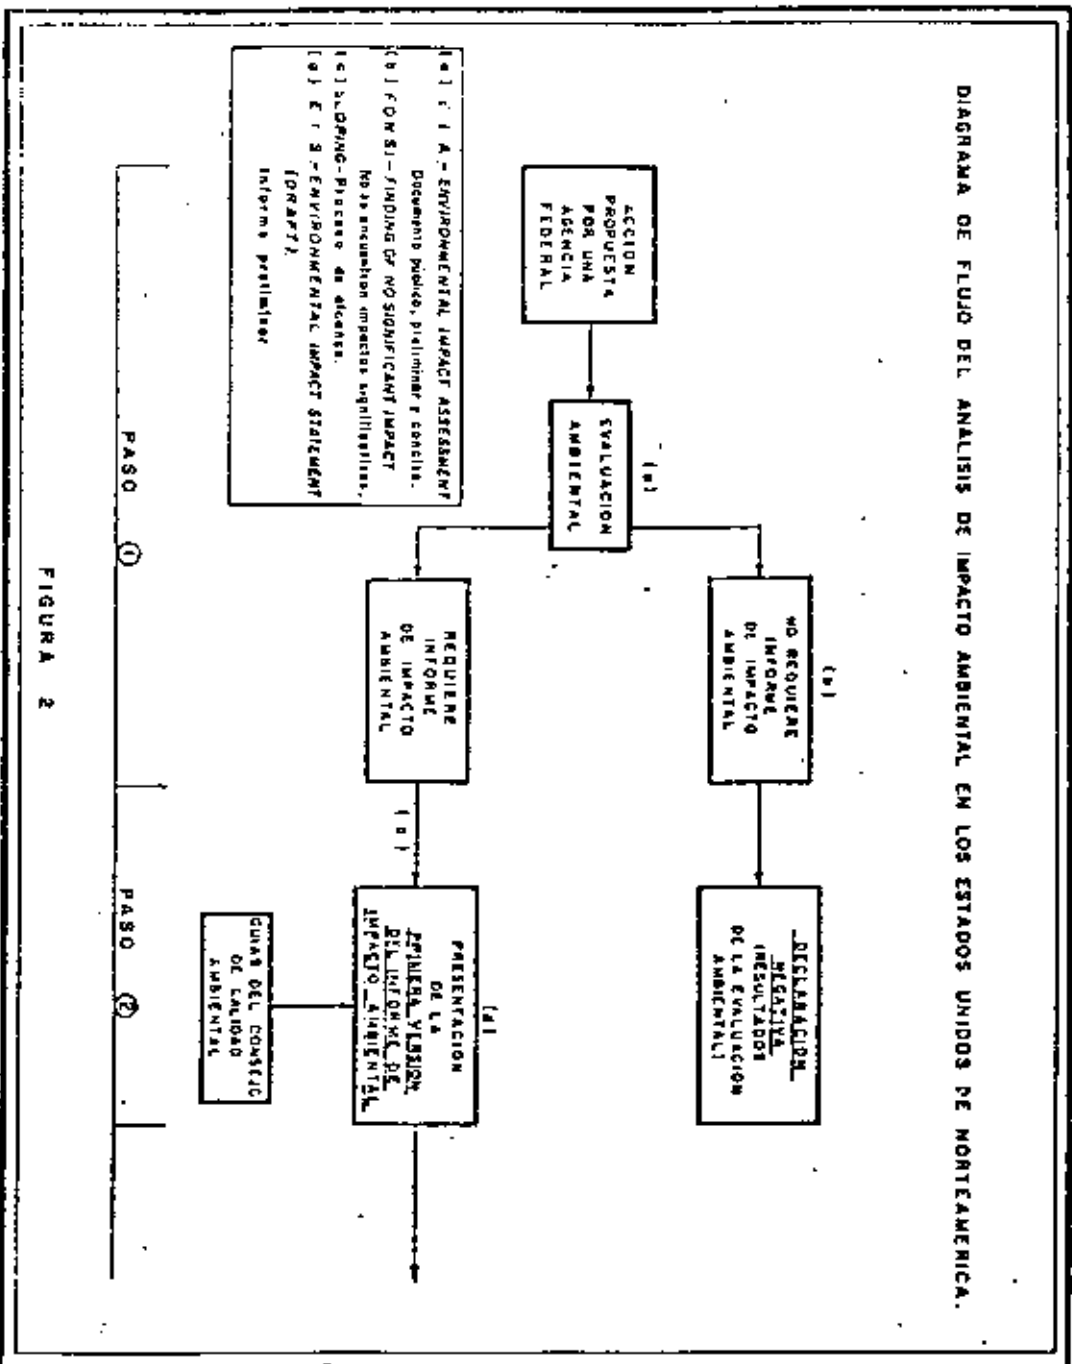 DIAGRAMA DE FLUJO DEL ANALISIS DE IMPACTO AMBIENTAL EN LOS ESTADOS UNIDOS DE NORTEAMERICA.
ACCION
PROPUESTA
POR UNA
AGENCIA
FEDERAL
(a)
EVALUACION
AMBIENTAL
(b)
NO REQUIERE
INFORME
DE IMPACTO
AMBIENTAL
DECLARACION
NEGATIVA
(RESULTADOS
DE LA EVALUACION
AMBIENTAL)
REQUIERE
INFORME
DE IMPACTO
AMBIENTAL
(c)
(d)
PRESENTACION
DE LA
PRIMERA VERSION
DEL INFORME DE
IMPACTO AMBIENTAL
GUIAS DEL CONSEJO
DE CALIDAD
AMBIENTAL
(a) E I A - ENVIRONMENTAL IMPACT ASSESSMENT
Documento público, preliminar y conciso.
(b) FONSI - FINDING OF NO SIGNIFICANT IMPACT
No se encuentran impactos significativos,
(c) SCOPING - Proceso de alcance.
(d) E I S - ENVIRONMENTAL IMPACT STATEMENT
(DRAFT).
Informe preliminar
PASO 1
PASO 2
FIGURA 2